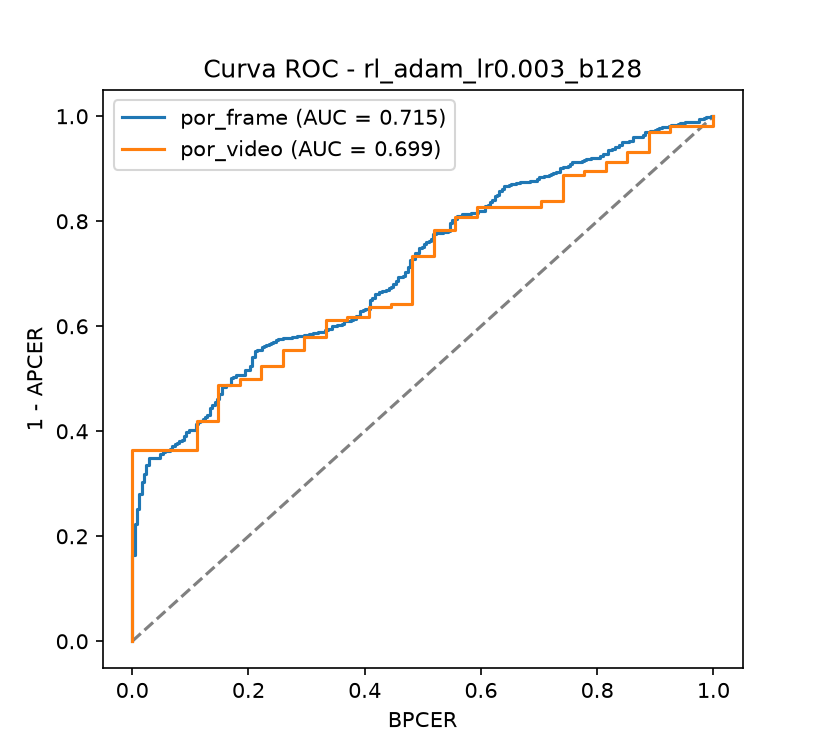 Curva ROC - rl_adam_lr0.003_b128
por_frame (AUC = 0.715)
por_video (AUC = 0.699)
1.0
0.8
0.6
0.4
0.2
0.0
1 - APCER
0.0 0.2 0.4 0.6 0.8 1.0
BPCER